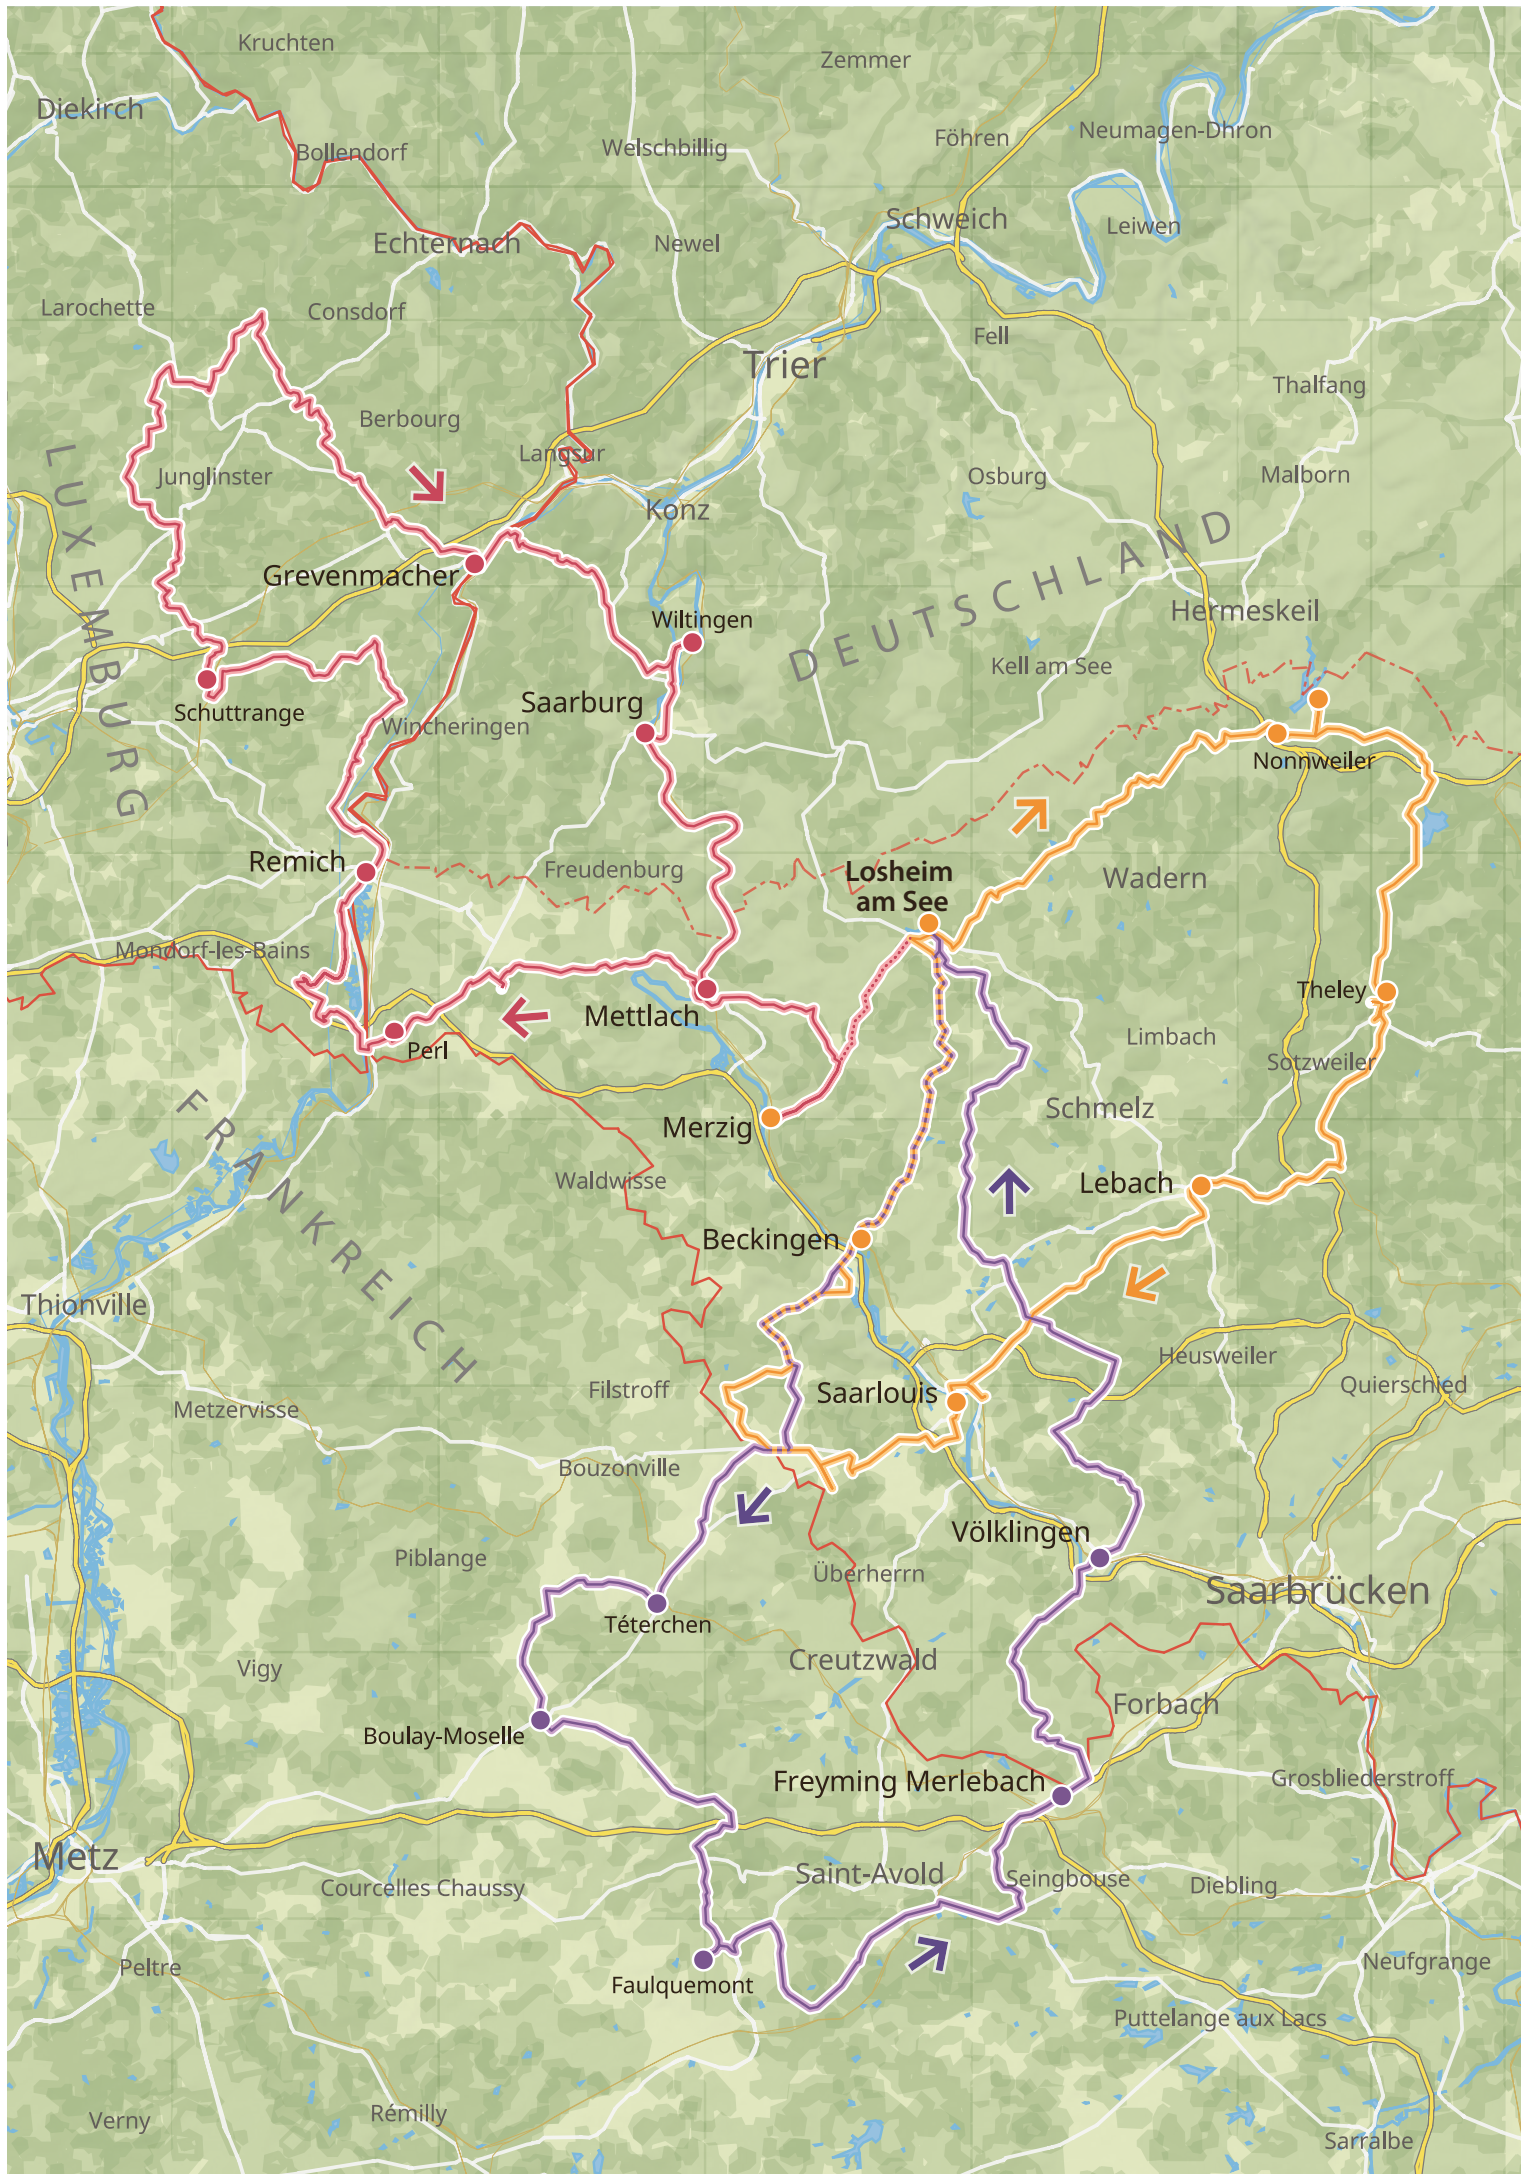 Kruchten
Zemmer
Diekirch
Neumagen-Dhron
Föhren
Welschbillig
Bollendorf
Schweich
Leiwen
Echternach
Newel
Larochette
Consdorf
Fell
Trier
Thalfang
Berbourg
Langsur
Junglinster
Osburg
Malborn
LUXEMBURG
Konz
DEUTSCHLAND
Grevenmacher
Hermeskeil
Wiltingen
Kell am See
Saarburg
Schuttrange
Wincheringen
Nonnweiler
Remich
Freudenburg
Losheim
am See
Wadern
Mondorf-les-Bains
Theley
Mettlach
Limbach
Perl
Sotzweiler
FRANKREICH
Schmelz
Merzig
Waldwisse
Lebach
Beckingen
Thionville
Heusweiler
Filstroff
Saarlouis
Quierschied
Metzervisse
Bouzonville
Völklingen
Piblange
Überherrn
Saarbrücken
Téterchen
Creutzwald
Vigy
Forbach
Boulay-Moselle
Freyming Merlebach
Grosbliederstroff
Metz
Saint-Avold
Seingbouse
Courcelles Chaussy
Diebling
Peltre
Neufgrange
Faulquemont
Puttelange aux Lacs
Rémilly
Verny
Sarralbe